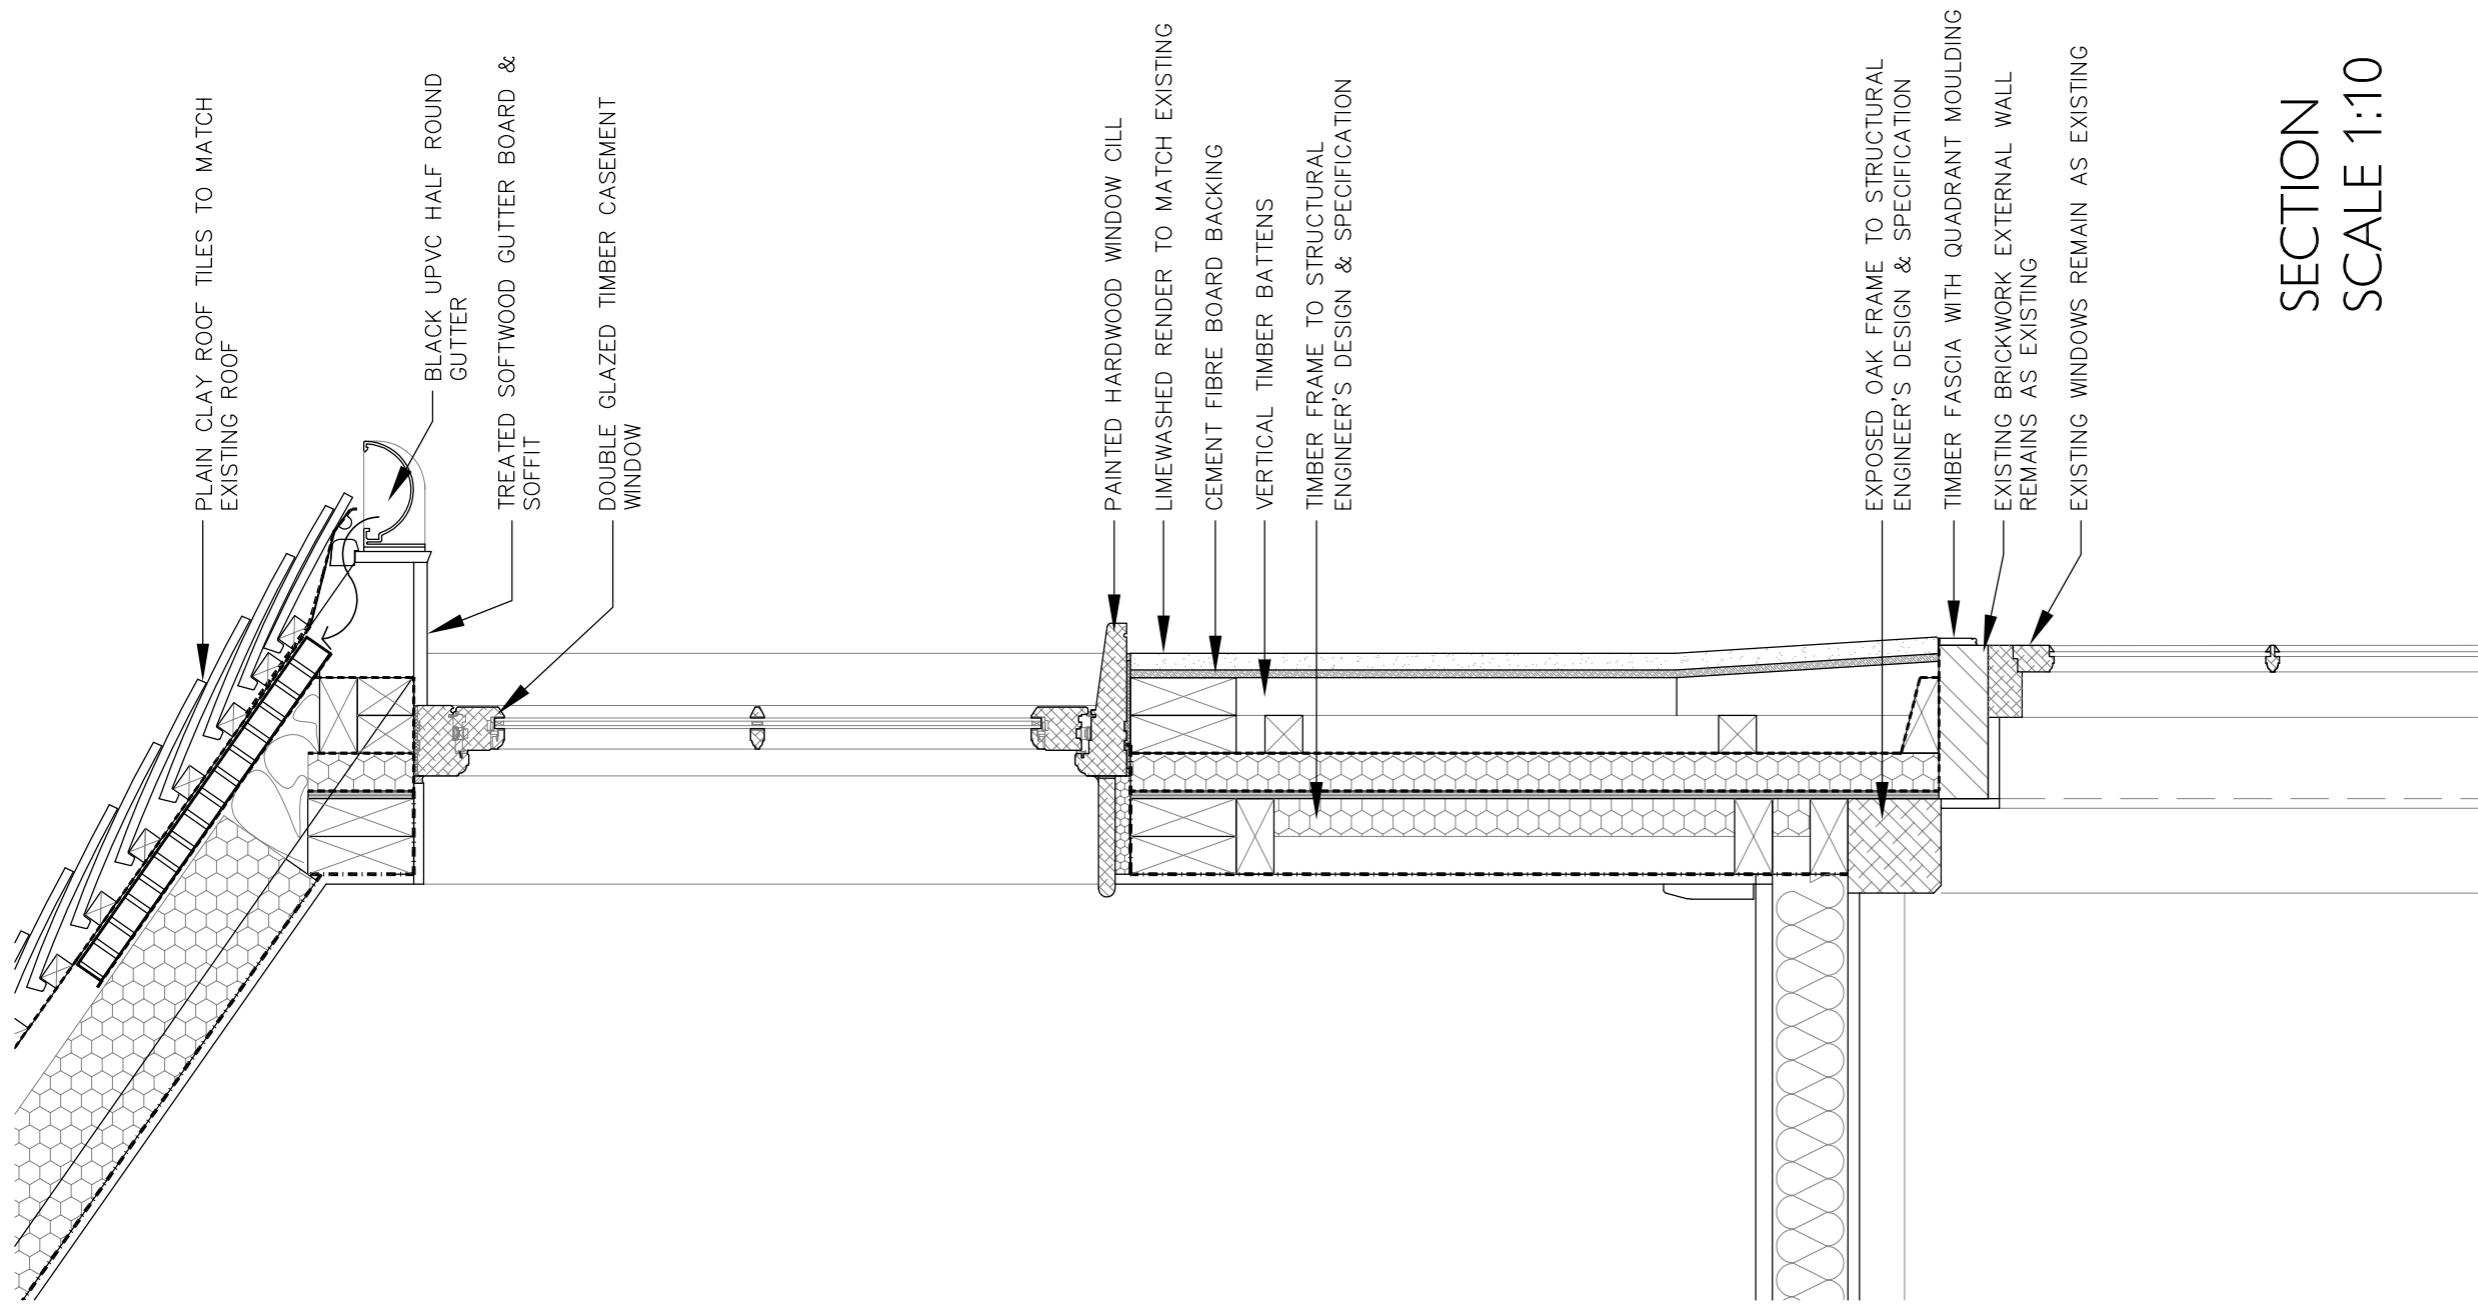 PLAIN CLAY ROOF TILES TO MATCH
EXISTING ROOF
BLACK UPVC HALF ROUND
GUTTER
TREATED SOFTWOOD GUTTER BOARD &
SOFFIT
DOUBLE GLAZED TIMBER CASEMENT
WINDOW
PAINTED HARDWOOD WINDOW CILL
LIMEWASHED RENDER TO MATCH EXISTING
CEMENT FIBRE BOARD BACKING
VERTICAL TIMBER BATTENS
TIMBER FRAME TO STRUCTURAL
ENGINEER'S DESIGN & SPECIFICATION
EXPOSED OAK FRAME TO STRUCTURAL
ENGINEER'S DESIGN & SPECIFICATION
TIMBER FASCIA WITH QUADRANT MOULDING
EXISTING BRICKWORK EXTERNAL WALL
REMAINS AS EXISTING
EXISTING WINDOWS REMAIN AS EXISTING
SECTION
SCALE 1:10